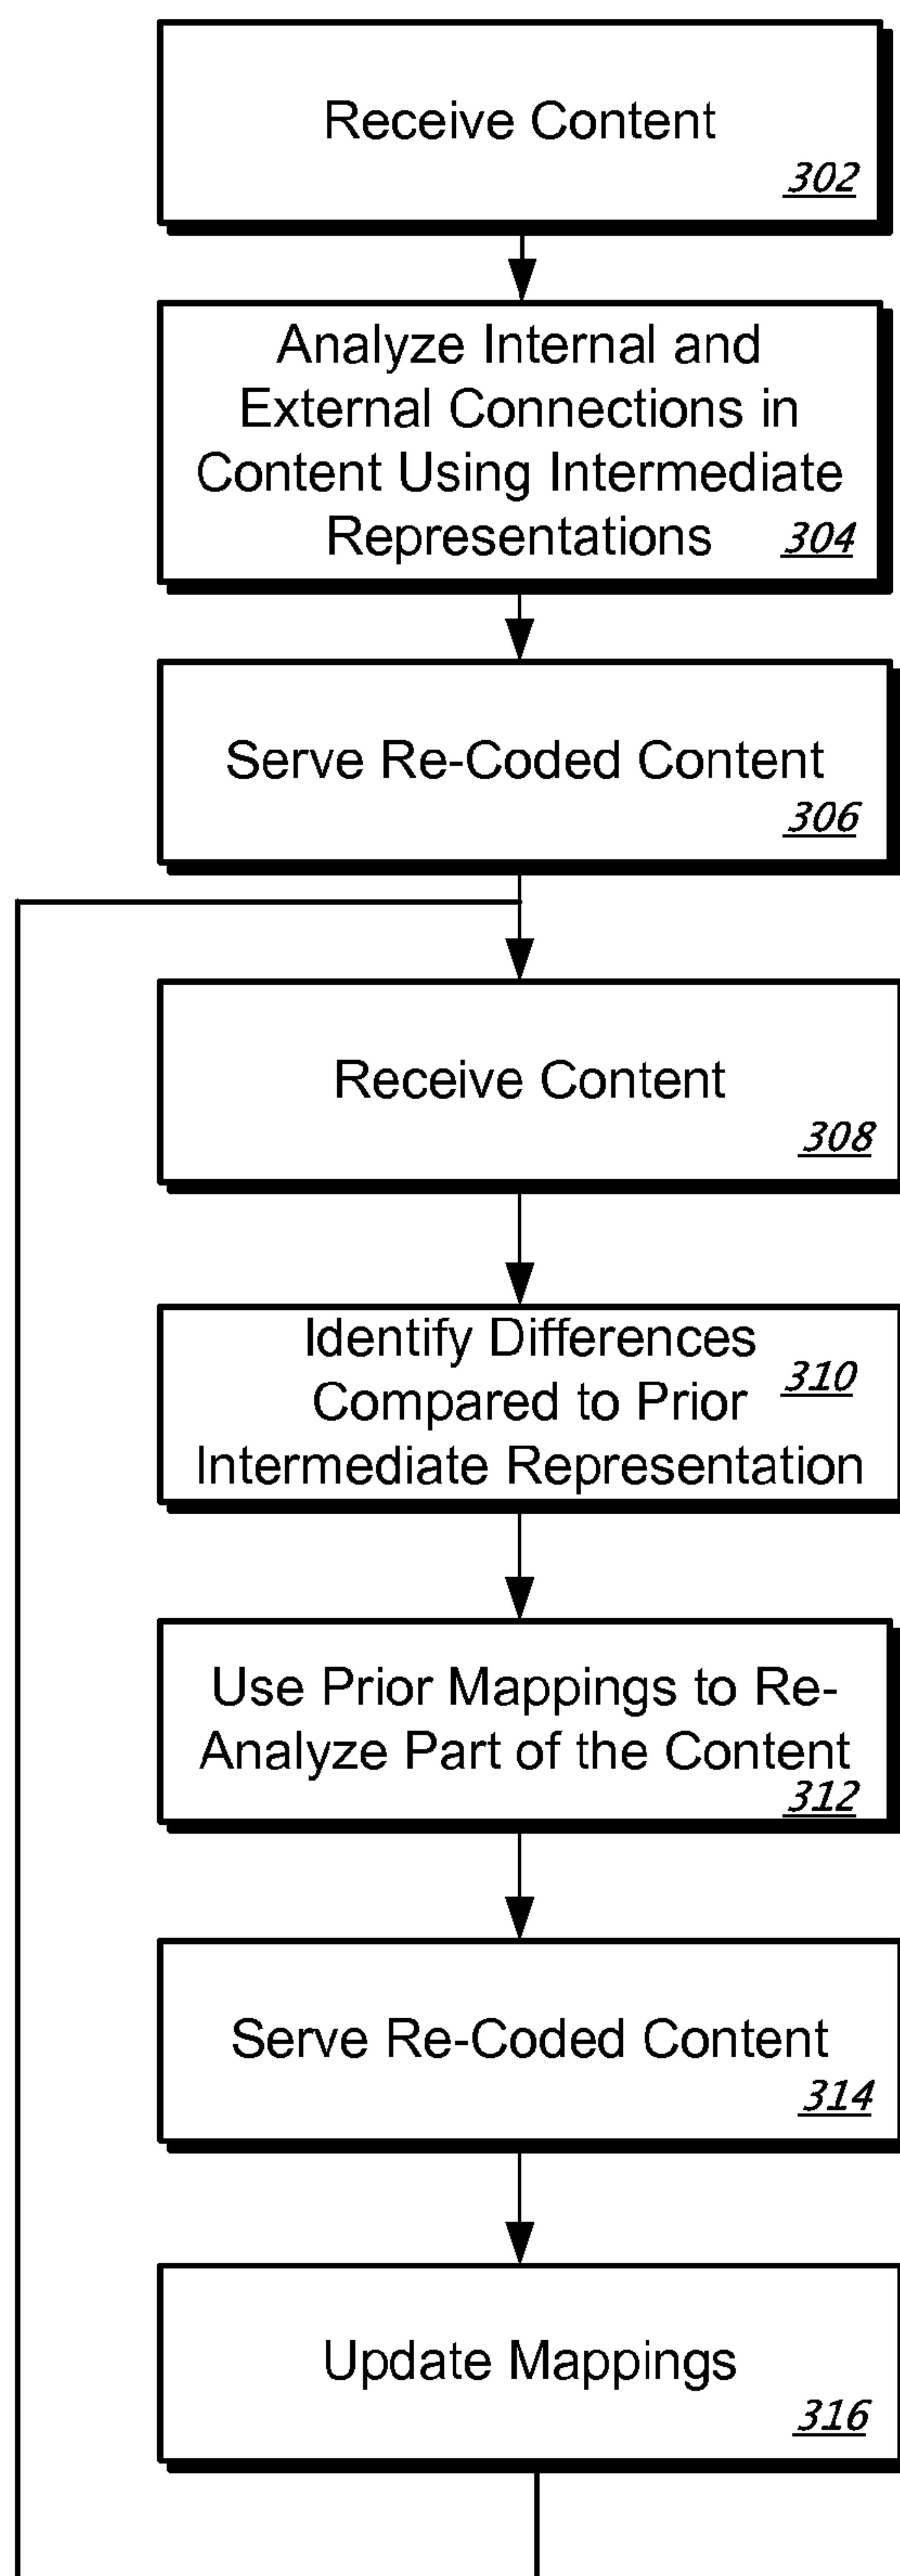 Receive Content
302
Analyze Internal and
External Connections in
Content Using Intermediate
Representations 304
Serve Re-Coded Content
306
Receive Content
308
Identify Differences
310
Compared to Prior
Intermediate Representation
Use Prior Mappings to Re-
Analyze Part of the Content
312
Serve Re-Coded Content
314
Update Mappings
316